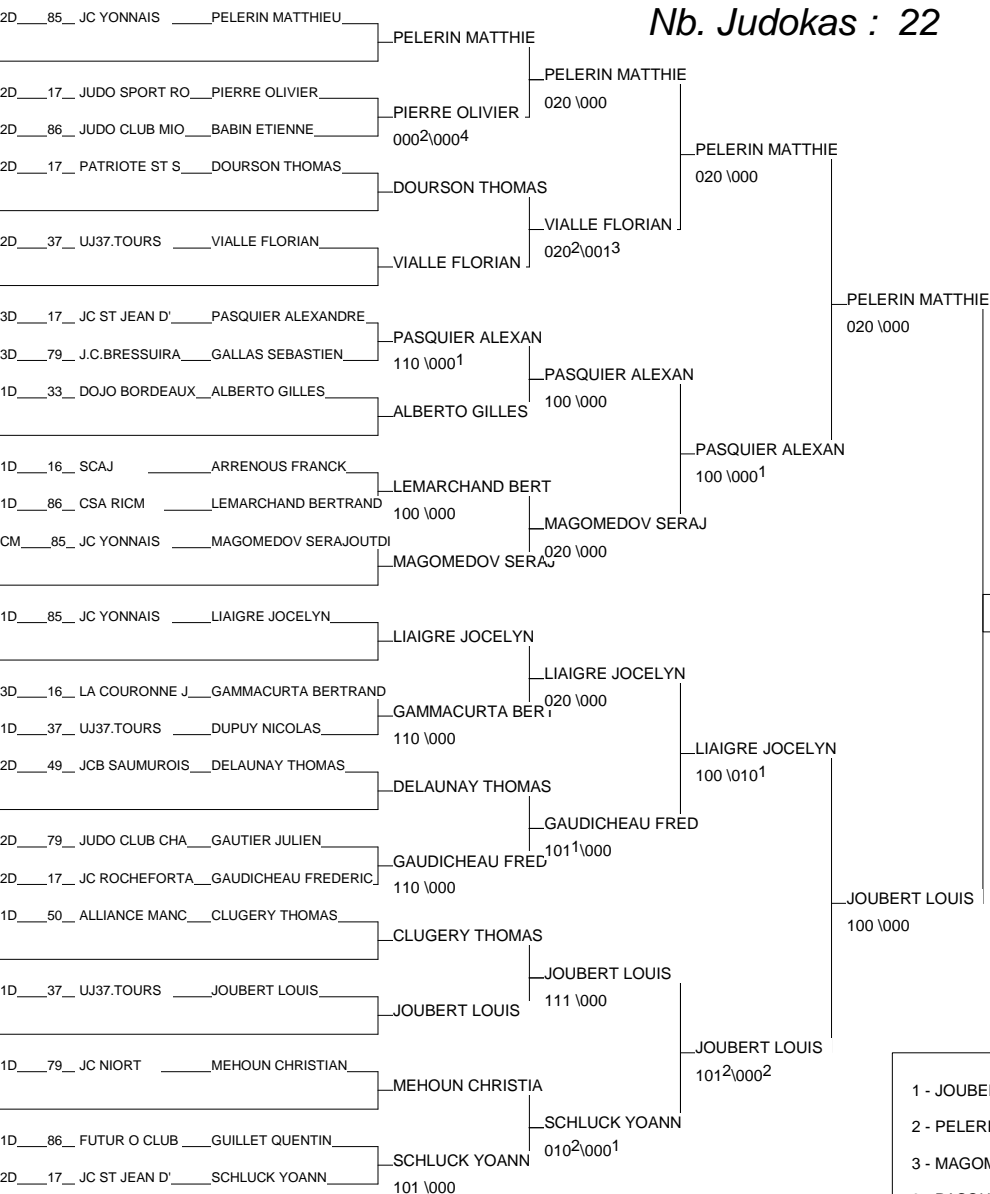 Nb. Judokas : 22
2D 85 JC YONNAIS PELERIN MATTHIEU
2D 17 JUDO SPORT RO PIERRE OLIVIER
2D 86 JUDO CLUB MIO BABIN ETIENNE
2D 17 PATRIOTE ST S DOURSON THOMAS
2D 37 UJ37.TOURS VIALLE FLORIAN
3D 17 JC ST JEAN D' PASQUIER ALEXANDRE
3D 79 J.C.BRESSUIRA GALLAS SEBASTIEN
1D 33 DOJO BORDEAUX ALBERTO GILLES
1D 16 SCAJ ARRENOUS FRANCK
1D 86 CSA RICM LEMARCHAND BERTRAND
CM 85 JC YONNAIS MAGOMEDOV SERAJOUTDI
1D 85 JC YONNAIS LIAIGRE JOCELYN
3D 16 LA COURONNE J GAMMACURTA BERTRAND
1D 37 UJ37.TOURS DUPUY NICOLAS
2D 49 JCB SAUMUROIS DELAUNAY THOMAS
2D 79 JUDO CLUB CHA GAUTIER JULIEN
2D 17 JC ROCHEFORTA GAUDICHEAU FREDERIC
1D 50 ALLIANCE MANC CLUGERY THOMAS
1D 37 UJ37.TOURS JOUBERT LOUIS
1D 79 JC NIORT MEHOUN CHRISTIAN
1D 86 FUTUR O CLUB GUILLET QUENTIN
2D 17 JC ST JEAN D' SCHLUCK YOANN
PELERIN MATTHIE
PIERRE OLIVIER
000²\000⁴
DOURSON THOMAS
VIALLE FLORIAN
PASQUIER ALEXAN
110 \000¹
ALBERTO GILLES
LEMARCHAND BERT
100 \000
MAGOMEDOV SERAJ
LIAIGRE JOCELYN
GAMMACURTA BERT
110 \000
DELAUNAY THOMAS
GAUDICHEAU FRED
110 \000
CLUGERY THOMAS
JOUBERT LOUIS
MEHOUN CHRISTIA
SCHLUCK YOANN
101 \000
PELERIN MATTHIE
020 \000
VIALLE FLORIAN
020²\001³
PASQUIER ALEXAN
100 \000
MAGOMEDOV SERAJ
020 \000
LIAIGRE JOCELYN
020 \000
GAUDICHEAU FRED
101¹\000
JOUBERT LOUIS
111 \000
SCHLUCK YOANN
010²\000¹
PELERIN MATTHIE
020 \000
PASQUIER ALEXAN
100 \000¹
LIAIGRE JOCELYN
100 \010¹
JOUBERT LOUIS
101²\000²
PELERIN MATTHIE
020 \000
JOUBERT LOUIS
100 \000
1 - JOUBE
2 - PELER
3 - MAGOM